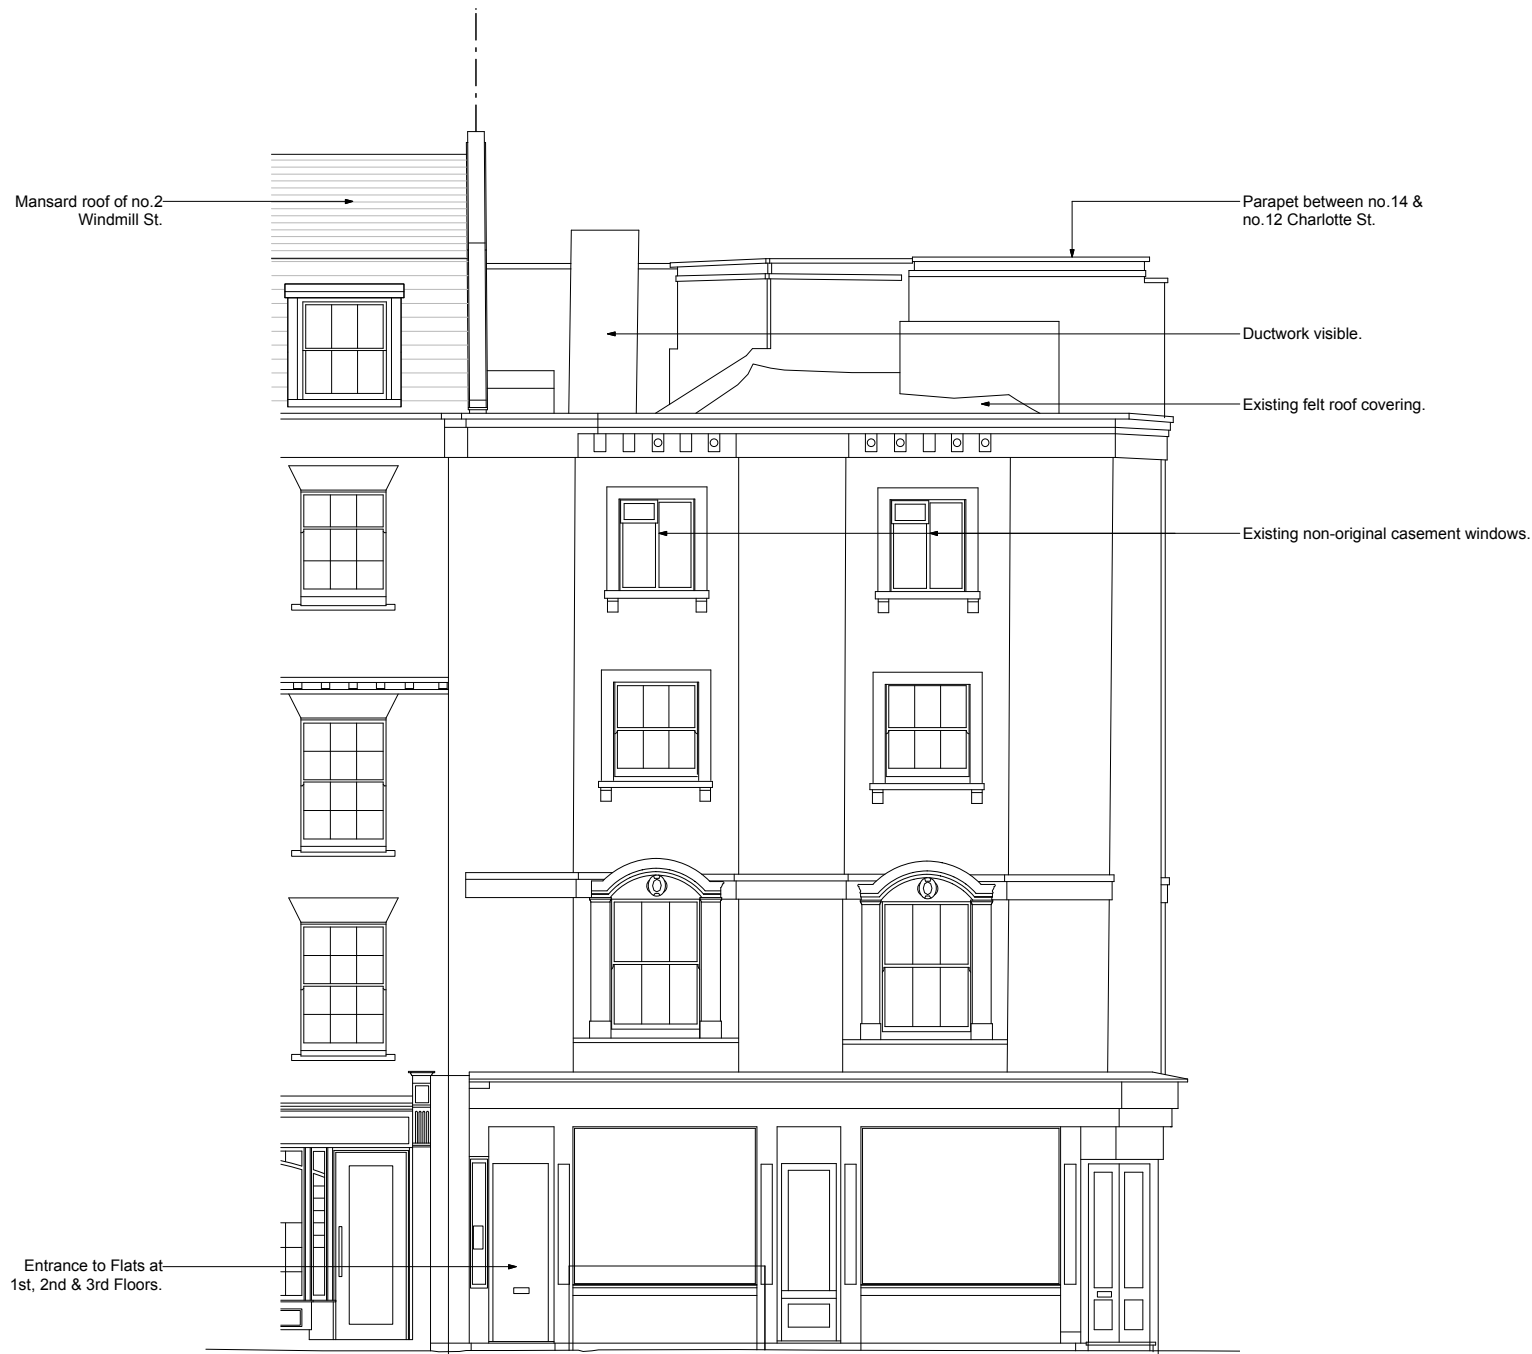 Mansard roof of no.2
Windmill St.
Parapet between no.14 &
no.12 Charlotte St.
Ductwork visible.
Existing felt roof covering.
Existing non-original casement windows.
Entrance to Flats at
1st, 2nd & 3rd Floors.